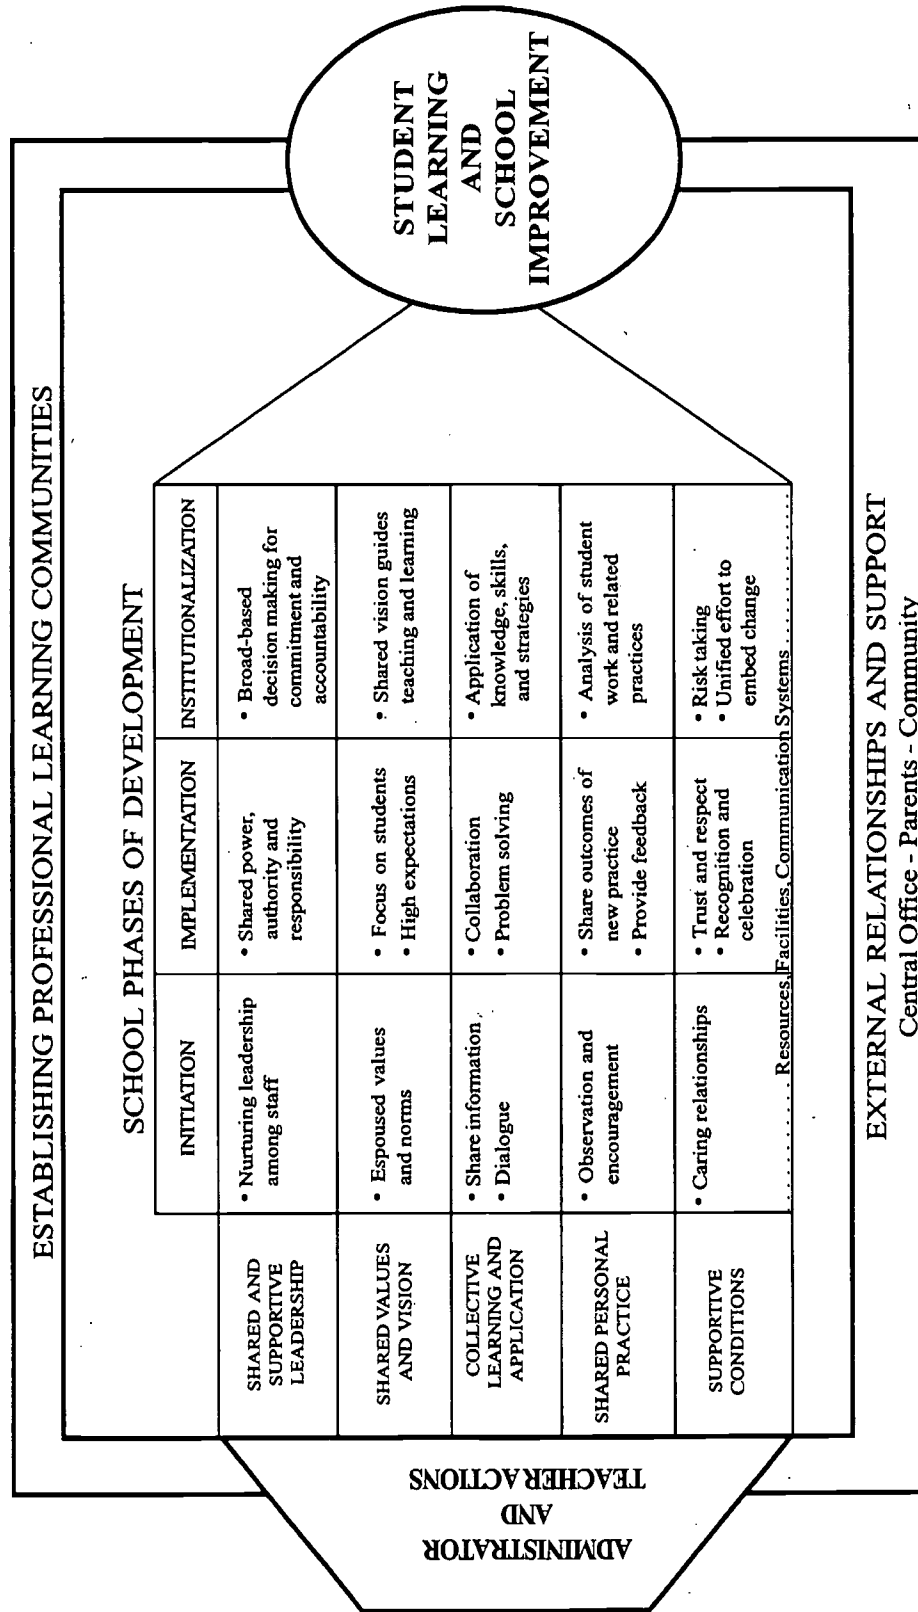 ESTABLISHING PROFESSIONAL LEARNING COMMUNITIES
SCHOOL PHASES OF DEVELOPMENT
INITIATION
IMPLEMENTATION
INSTITUTIONALIZATION
SHARED AND
SUPPORTIVE
LEADERSHIP
• Nurturing leadership
among staff
• Shared power,
authority and
responsibility
• Broad-based
decision making for
commitment and
accountability
SHARED VALUES
AND VISION
• Espoused values
and norms
• Focus on students
• High expectations
• Shared vision guides
teaching and learning
COLLECTIVE
LEARNING AND
APPLICATION
• Share information
• Dialogue
• Collaboration
• Problem solving
• Application of
knowledge, skills,
and strategies
SHARED PERSONAL
PRACTICE
• Observation and
encouragement
• Share outcomes of
new practice
• Provide feedback
• Analysis of student
work and related
practices
SUPPORTIVE
CONDITIONS
• Caring relationships
• Trust and respect
• Recognition and
celebration
• Risk taking
• Unified effort to
embed change
.......... Resources, Facilities, Communication Systems ..........
ADMINISTRATOR
AND
TEACHER ACTIONS
STUDENT
LEARNING
AND
SCHOOL
IMPROVEMENT
EXTERNAL RELATIONSHIPS AND SUPPORT
Central Office - Parents - Community